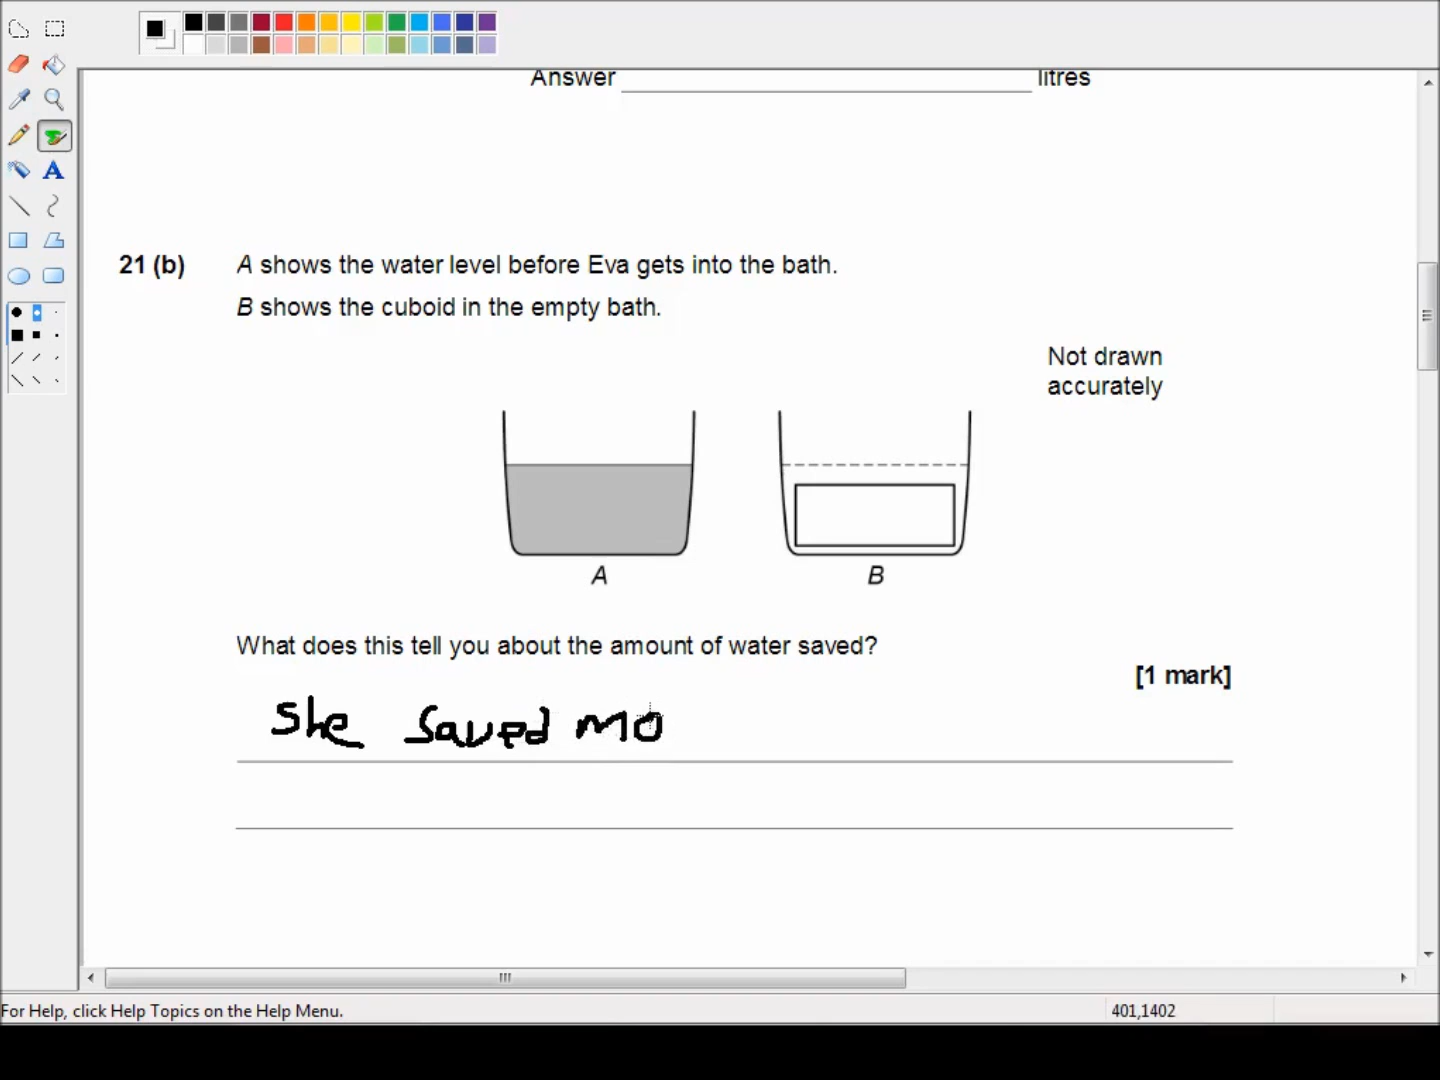 Answer litres
21 (b) A shows the water level before Eva gets into the bath.
B shows the cuboid in the empty bath.
Not drawn
accurately
A B
What does this tell you about the amount of water saved?
[1 mark]
She saved mo
For Help, click Help Topics on the Help Menu. 401,1402